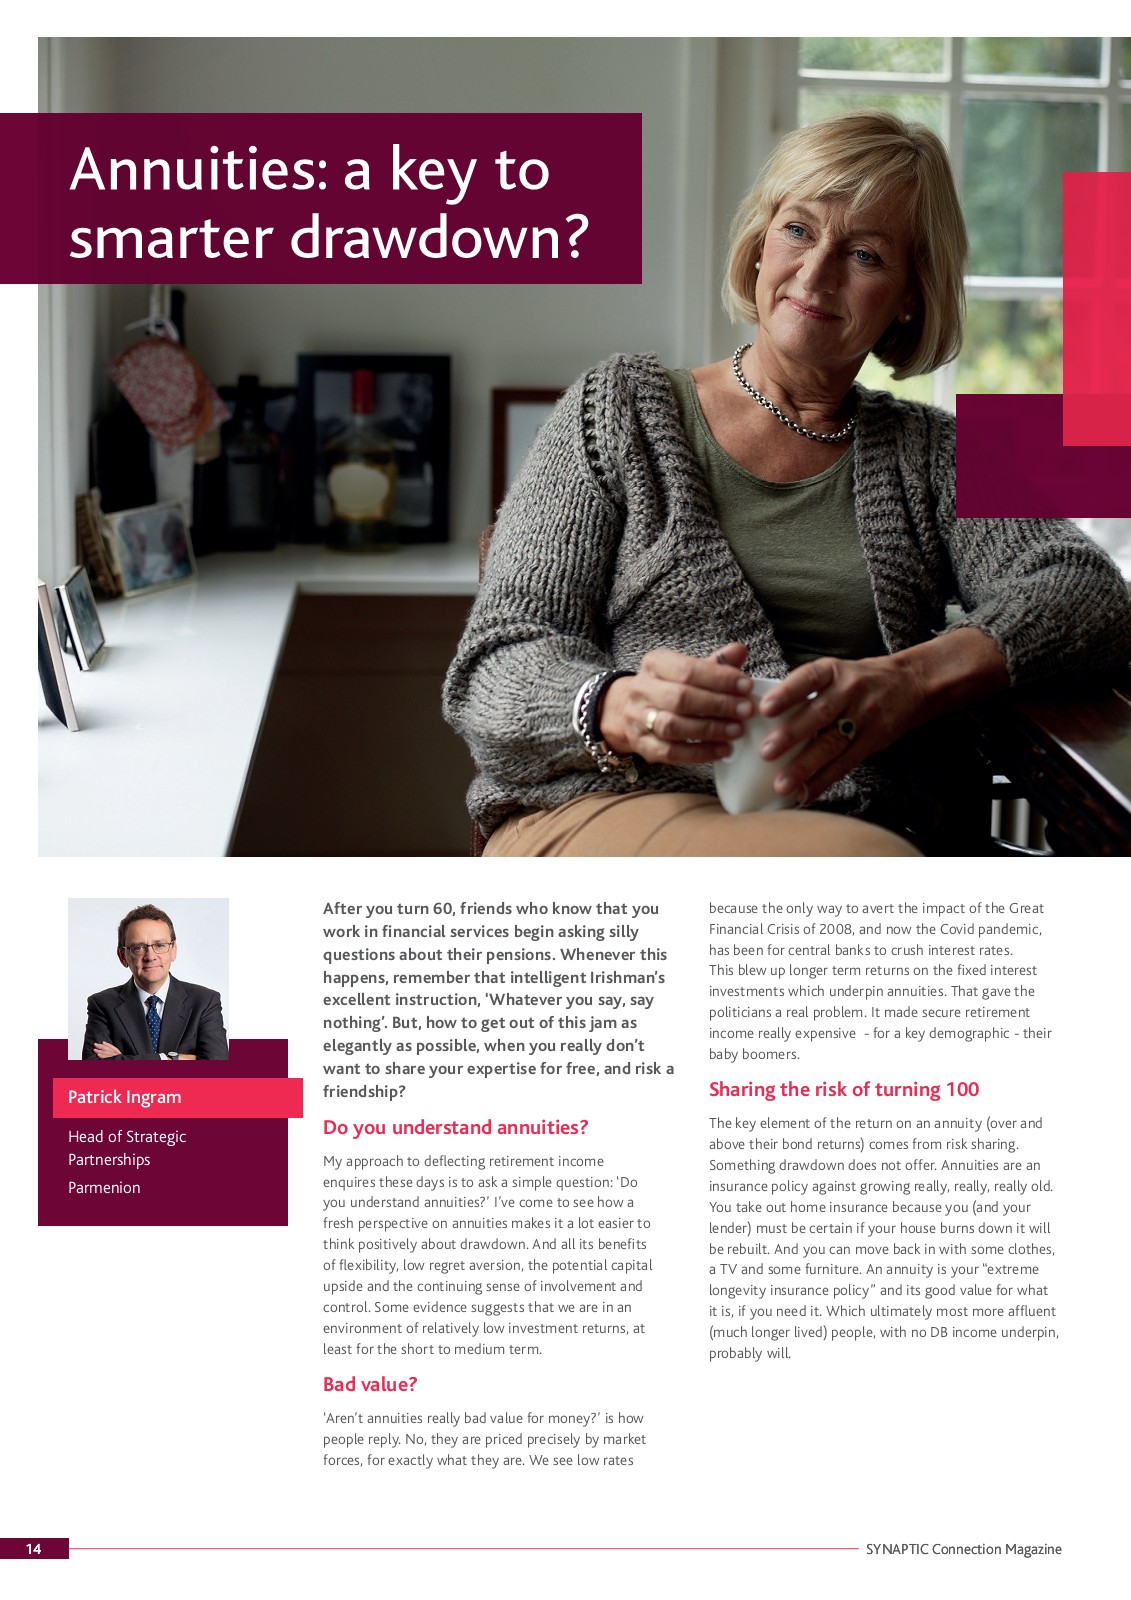 Annuities: a key to
smarter drawdown?
Patrick Ingram
Head of Strategic
Partnerships
Parmenion
After you turn 60, friends who know that you
work in financial services begin asking silly
questions about their pensions. Whenever this
happens, remember that intelligent Irishman’s
excellent instruction, ‘Whatever you say, say
nothing’. But, how to get out of this jam as
elegantly as possible, when you really don’t
want to share your expertise for free, and risk a
friendship?
Do you understand annuities?
My approach to deflecting retirement income
enquires these days is to ask a simple question: ‘Do
you understand annuities?’ I’ve come to see how a
fresh perspective on annuities makes it a lot easier to
think positively about drawdown. And all its benefits
of flexibility, low regret aversion, the potential capital
upside and the continuing sense of involvement and
control. Some evidence suggests that we are in an
environment of relatively low investment returns, at
least for the short to medium term.
Bad value?
‘Aren’t annuities really bad value for money?’ is how
people reply. No, they are priced precisely by market
forces, for exactly what they are. We see low rates
because the only way to avert the impact of the Great
Financial Crisis of 2008, and now the Covid pandemic,
has been for central banks to crush interest rates.
This blew up longer term returns on the fixed interest
investments which underpin annuities. That gave the
politicians a real problem. It made secure retirement
income really expensive  - for a key demographic - their
baby boomers.
Sharing the risk of turning 100
The key element of the return on an annuity (over and
above their bond returns) comes from risk sharing.
Something drawdown does not offer. Annuities are an
insurance policy against growing really, really, really old.
You take out home insurance because you (and your
lender) must be certain if your house burns down it will
be rebuilt. And you can move back in with some clothes,
a TV and some furniture. An annuity is your “extreme
longevity insurance policy” and its good value for what
it is, if you need it. Which ultimately most more affluent
(much longer lived) people, with no DB income underpin,
probably will.
14
SYNAPTIC Connection Magazine